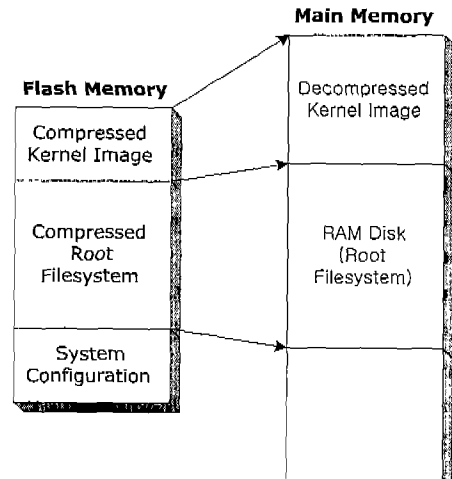 Main Memory
Flash Memory
Decompressed
Kernel Image
Compressed
Kernel Image
Compressed
Root
Filesystem
RAM Disk
(Root
Filesystem)
System
Configuration